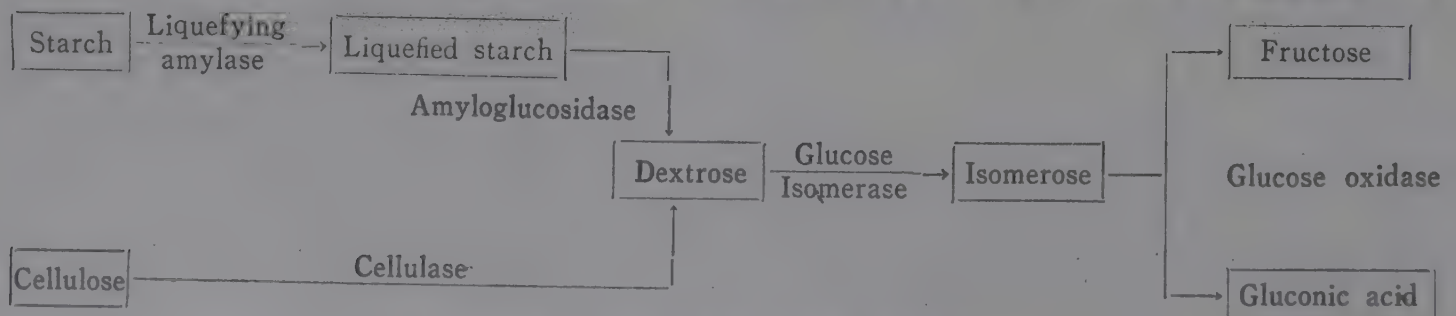 Starch
Liquefying
amylase
Liquefied starch
Fructose
Amyloglucosidase
Dextrose
Glucose
Isomerase
Isomerose
Glucose oxidase
Cellulose
Cellulase
Gluconic acid